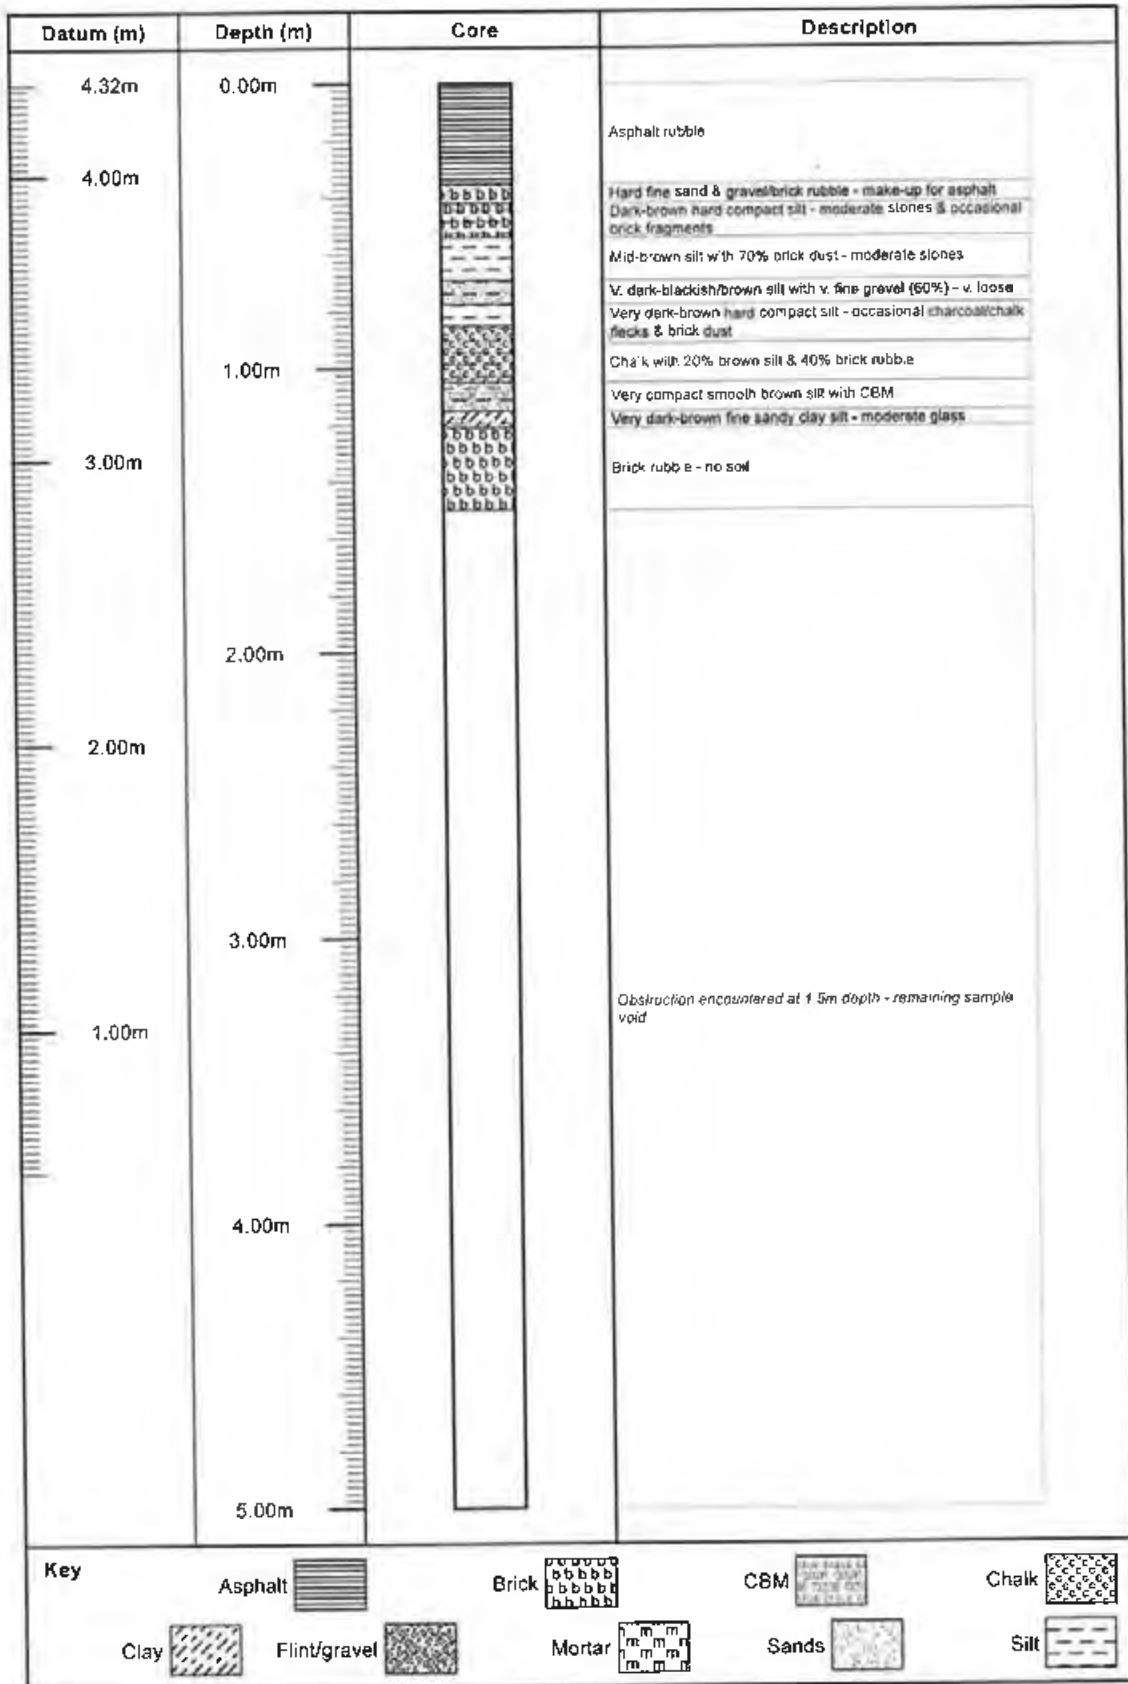 Datum (m) Depth (m) Core Description
4.32m 0.00m
Asphalt rubble
4.00m
Hard fine sand & gravel/brick rubble - make-up for asphalt
Dark-brown hard compact silt - moderate stones & occasional
brick fragments
Mid-brown silt with 70% brick dust - moderate stones
V. dark-blackish/brown silt with v. fine gravel (60%) - v. loose
Very dark-brown hard compact silt - occasional charcoal/chalk
flecks & brick dust
Chalk with 20% brown silt & 40% brick rubble
1.00m
Very compact smooth brown silt with CBM
Very dark-brown fine sandy clay silt - moderate glass
3.00m
Brick rubble - no soil
2.00m
2.00m
3.00m
Obstruction encountered at 1.5m depth - remaining sample
void
1.00m
4.00m
5.00m
Key
Asphalt Brick CBM Chalk
Clay Flint/gravel Mortar Sands Silt